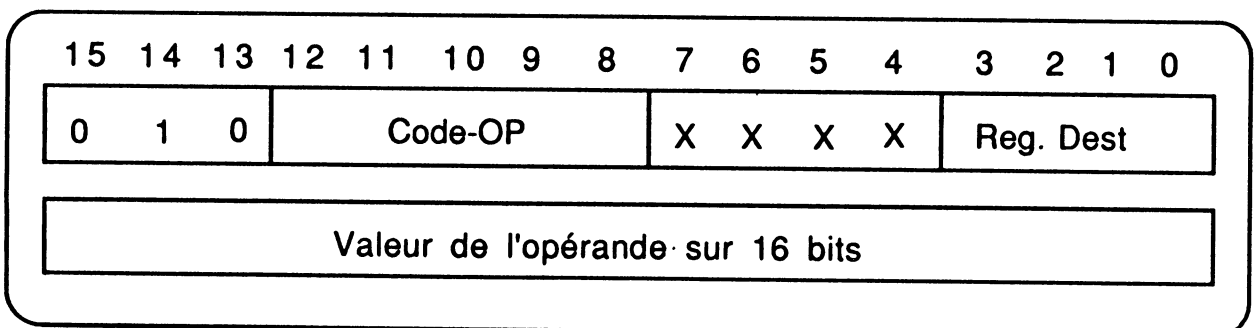 15 14 13 12 11 10 9 8 7 6 5 4 3 2 1 0
0 1 0 Code-OP X X X X Reg. Dest
Valeur de l'opérande sur 16 bits